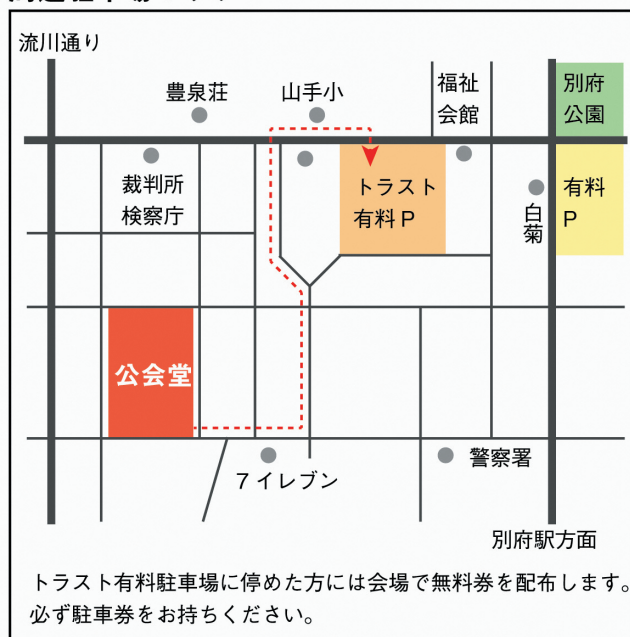 流川通り
豊泉荘
山手小
福祉
会館
別府
公園
裁判所
検察庁
トラスト
有料P
白菊
有料
P
公会堂
7イレブン
警察署
別府駅方面
トラスト有料駐車場に停めた方には会場で無料券を配布します。
必ず駐車券をお持ちください。